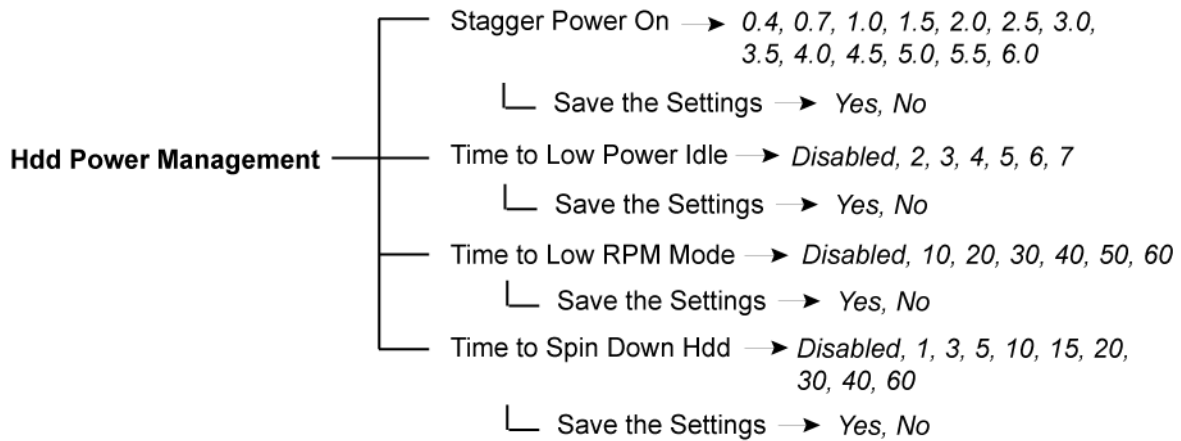 Stagger Power On 0.4, 0.7, 1.0, 1.5, 2.0, 2.5, 3.0,
3.5, 4.0, 4.5, 5.0, 5.5, 6.0
Save the Settings Yes, No
Hdd Power Management Time to Low Power Idle Disabled, 2, 3, 4, 5, 6, 7
Save the Settings Yes, No
Time to Low RPM Mode Disabled, 10, 20, 30, 40, 50, 60
Save the Settings Yes, No
Time to Spin Down Hdd Disabled, 1, 3, 5, 10, 15, 20,
30, 40, 60
Save the Settings Yes, No